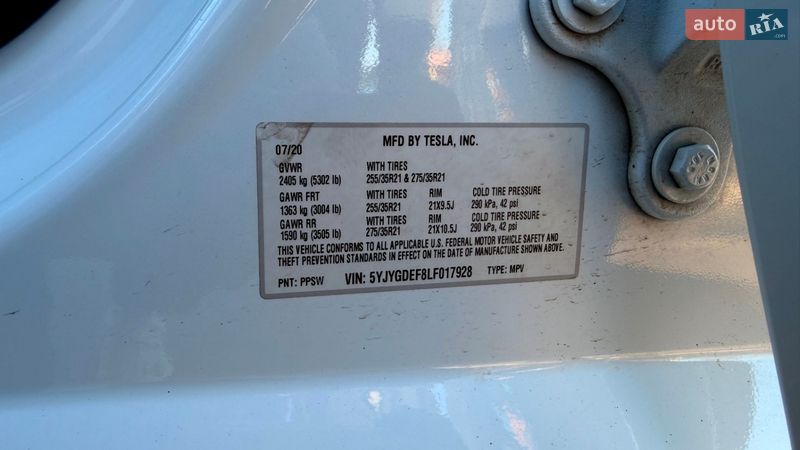 auto RIA.com
07/20 MFD BY TESLA, INC.
GVWR WITH TIRES
2405 kg (5302 lb) 255/35R21 & 275/35R21
GAWR FRT WITH TIRES RIM COLD TIRE PRESSURE
1363 kg (3004 lb) 255/35R21 21X9.5J 290 kPa, 42 psi
GAWR RR WITH TIRES RIM COLD TIRE PRESSURE
1590 kg (3505 lb) 275/35R21 21X10.5J 290 kPa, 42 psi
THIS VEHICLE CONFORMS TO ALL APPLICABLE U.S. FEDERAL MOTOR VEHICLE SAFETY AND
THEFT PREVENTION STANDARDS IN EFFECT ON THE DATE OF MANUFACTURE SHOWN ABOVE.
PNT: PPSW VIN: 5YJYGDEF8LF017928 TYPE: MPV